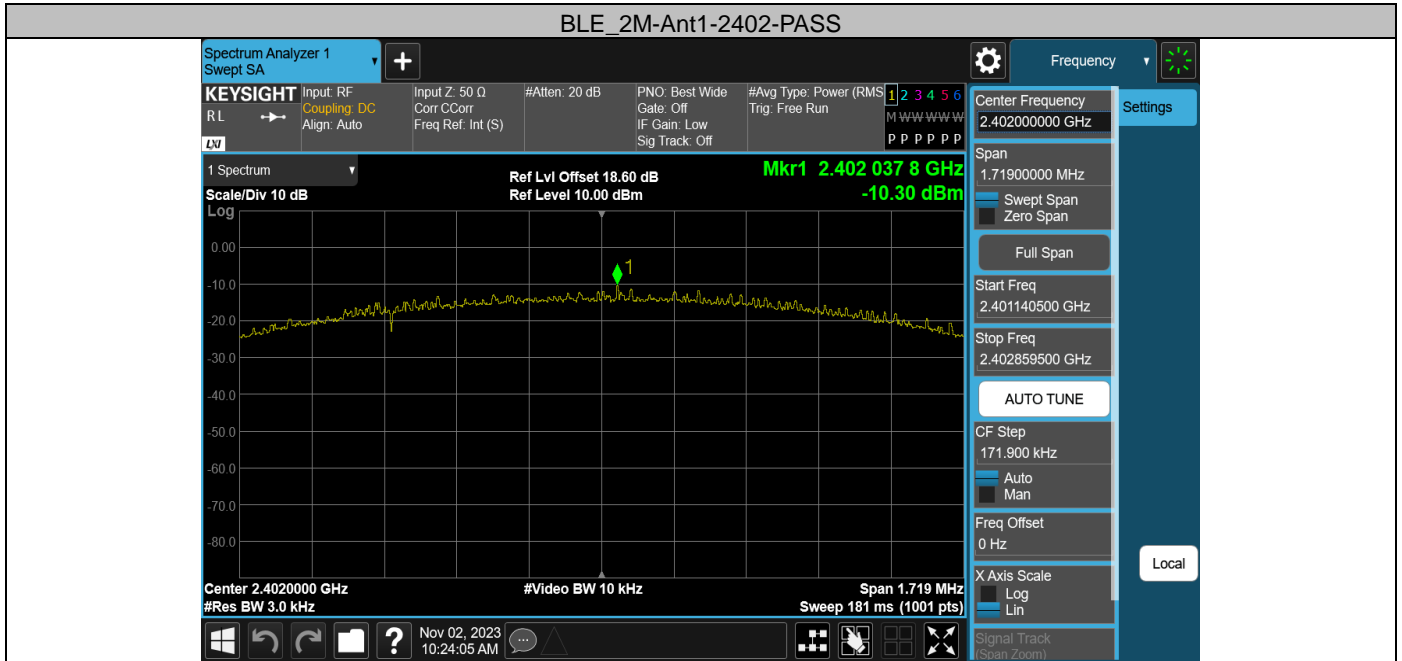 BLE_2M-Ant1-2402-PASS
Spectrum Analyzer 1
Swept SA
+
Frequency
KEYSIGHT
RL
LXI
Input: RF
Coupling: DC
Align: Auto
Input Z: 50 Ω
Corr CCorr
Freq Ref: Int (S)
#Atten: 20 dB
PNO: Best Wide
Gate: Off
IF Gain: Low
Sig Track: Off
#Avg Type: Power (RMS
Trig: Free Run
1 2 3 4 5 6
M W W W W W
P P P P P P
1 Spectrum
Scale/Div 10 dB
Log
Ref Lvl Offset 18.60 dB
Ref Level 10.00 dBm
Mkr1 2.402 037 8 GHz
-10.30 dBm
1
0.00
-10.0
-20.0
-30.0
-40.0
-50.0
-60.0
-70.0
-80.0
Center 2.4020000 GHz
#Res BW 3.0 kHz
#Video BW 10 kHz
Span 1.719 MHz
Sweep 181 ms (1001 pts)
Center Frequency
2.402000000 GHz
Settings
Span
1.71900000 MHz
Swept Span
Zero Span
Full Span
Start Freq
2.401140500 GHz
Stop Freq
2.402859500 GHz
AUTO TUNE
CF Step
171.900 kHz
Auto
Man
Freq Offset
0 Hz
X Axis Scale
Log
Lin
Signal Track
(Span Zoom)
Local
?
Nov 02, 2023
10:24:05 AM